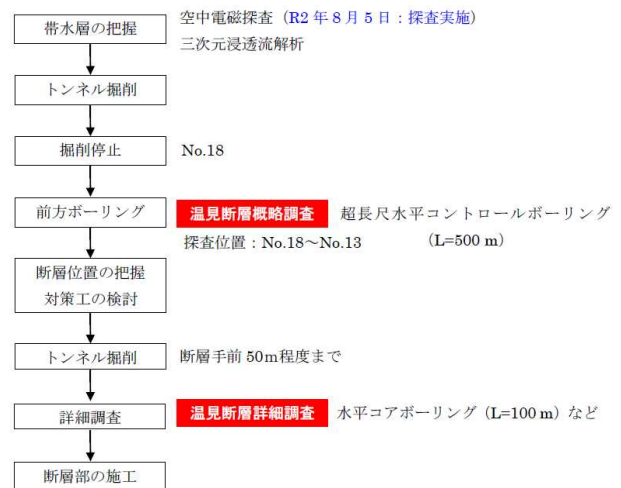 帯水層の把握 空中電磁探査（R2年8月5日：探査実施）
三次元浸透流解析
トンネル掘削
掘削停止 No.18
前方ボーリング 温見断層概略調査 超長尺水平コントロールボーリング
探査位置：No.18～No.13 （L=500 m）
断層位置の把握
対策工の検討
トンネル掘削 断層手前50m程度まで
詳細調査 温見断層詳細調査 水平コアボーリング（L=100 m）など
断層部の施工